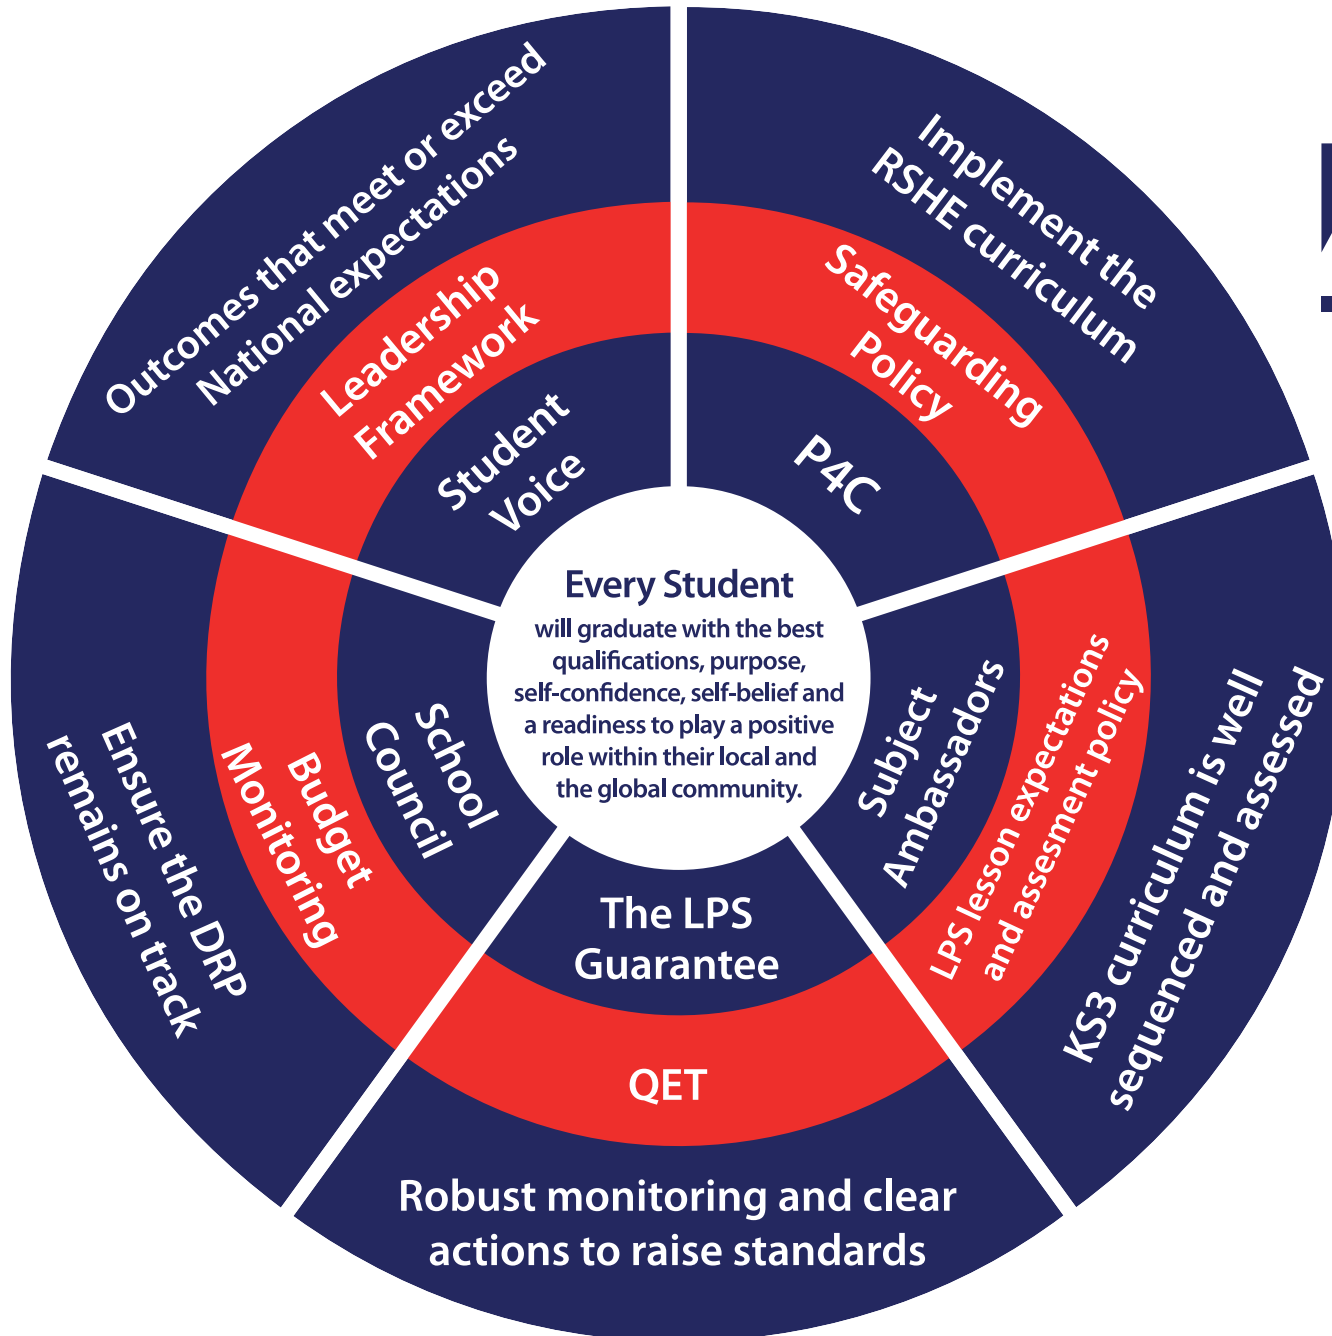 Outcomes that meet or exceed
National expectations
Leadership
Framework
Student
Voice
Implement the
RSHE curriculum
Safeguarding
Policy
P4C
KS3 curriculum is well
sequenced and assessed
LPS lesson expectations
and assesment policy
Subject
Ambassadors
Robust monitoring and clear
actions to raise standards
QET
The LPS
Guarantee
Ensure the DRP
remains on track
Budget
Monitoring
School
Council
Every Student
will graduate with the best
qualifications, purpose,
self-confidence, self-belief and
a readiness to play a positive
role within their local and
the global community.